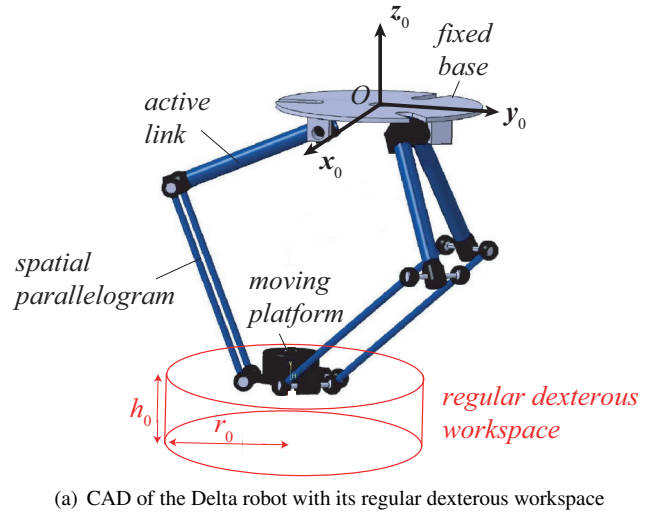 z0
fixed
base
O
active
link
y0
x0
spatial
parallelogram
moving
platform
h0
r0
regular dexterous
workspace
(a) CAD of the Delta robot with its regular dexterous workspace